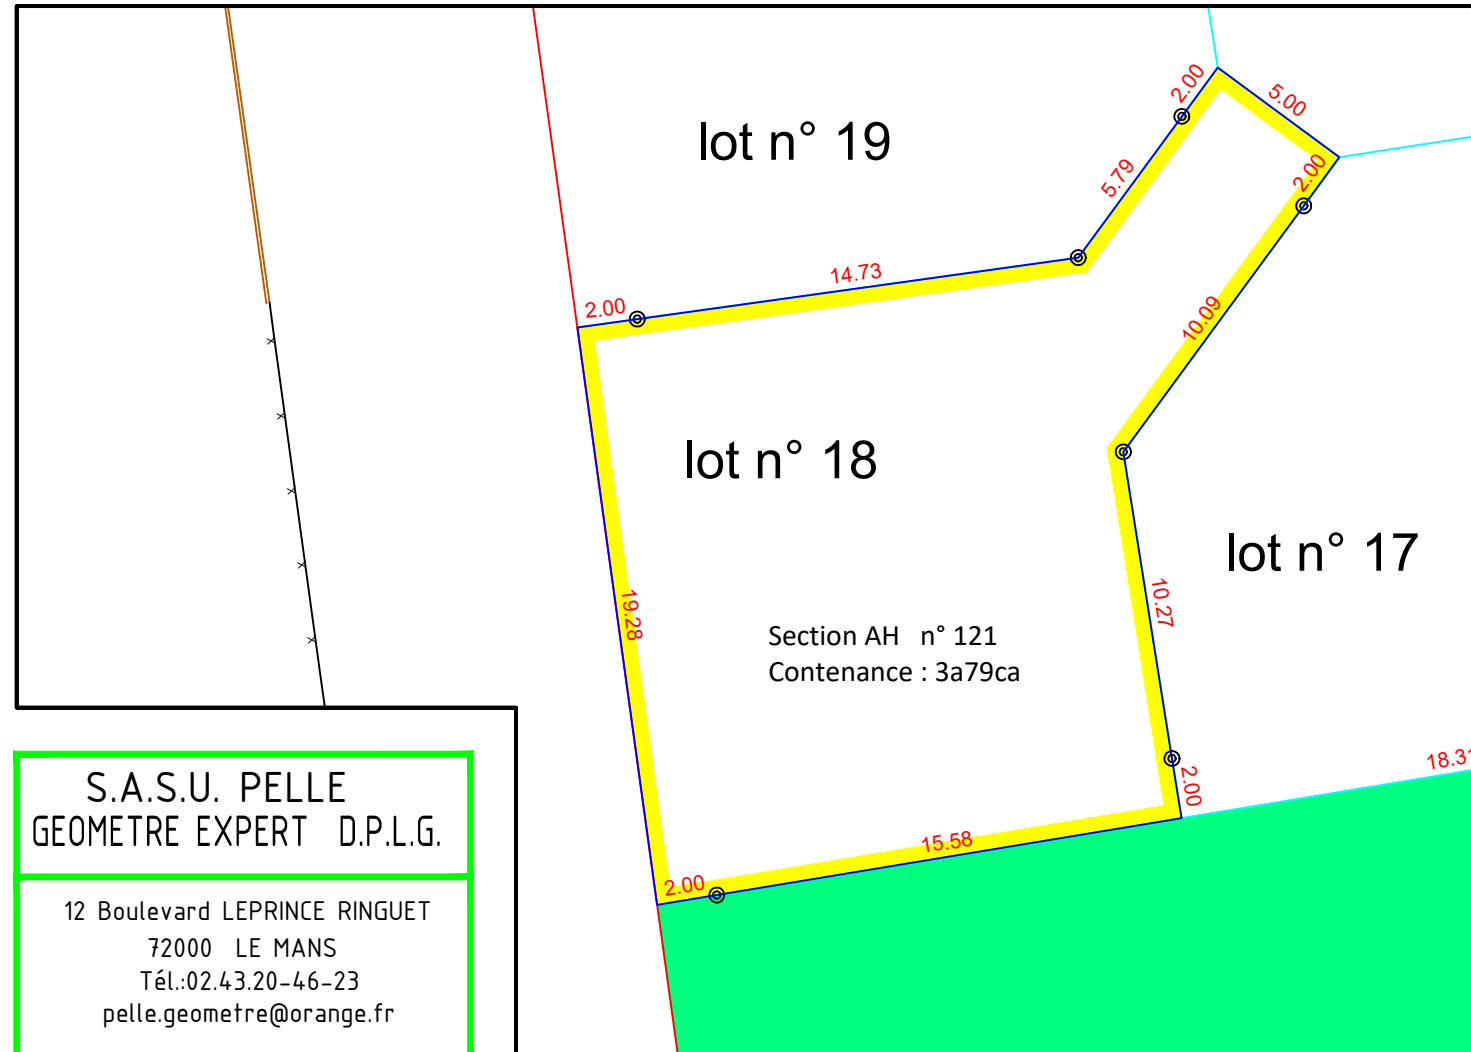 2.00
5.00
lot n° 19
5.79
2.00
14.73
2.00
10.09
lot n° 18
lot n° 17
10.27
19.28
Section AH n° 121
Contenance : 3a79ca
18.31
2.00
15.58
2.00
S.A.S.U. PELLE
GEOMETRE EXPERT D.P.L.G.
12 Boulevard LEPRINCE RINGUET
72000 LE MANS
Tél.:02.43.20-46-23
pelle.geometre@orange.fr